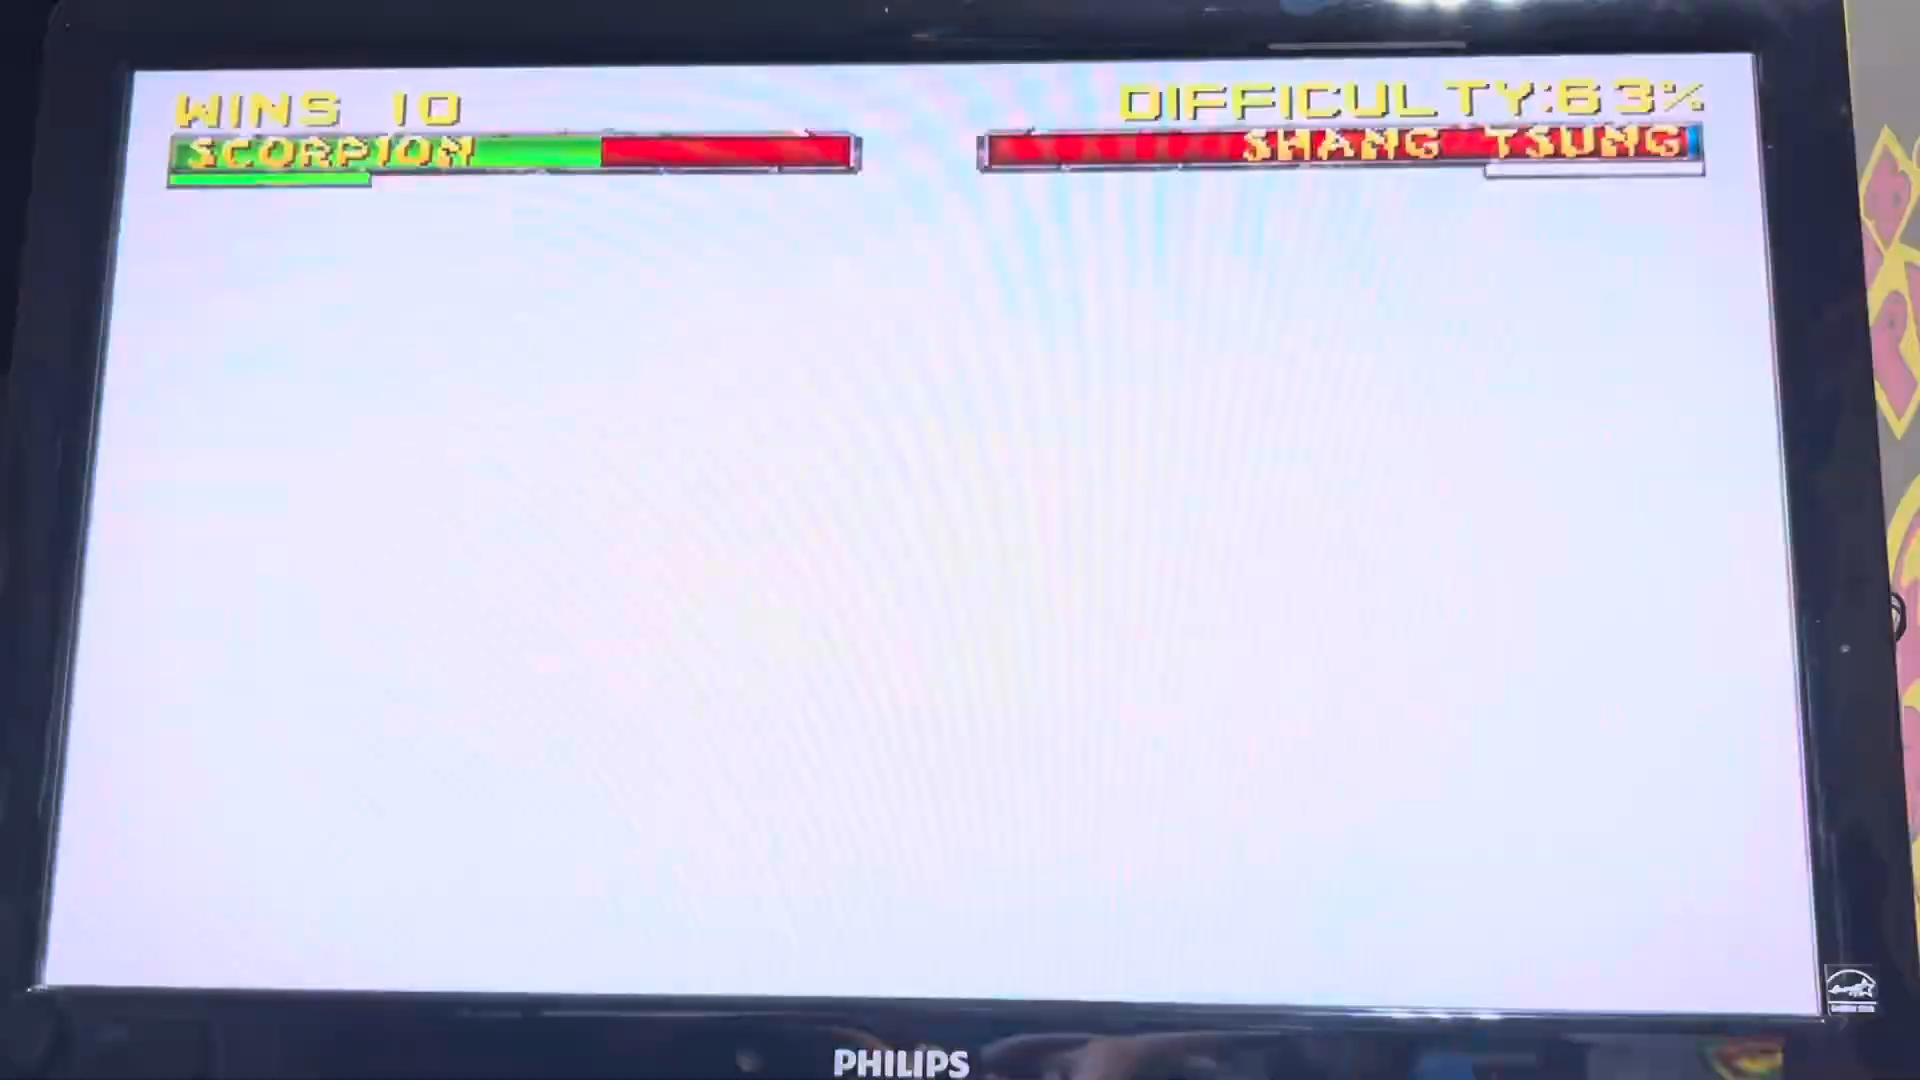 WINS 10
DIFFICULTY:63%
SCORPION
SHANG TSUNG
PHILIPS